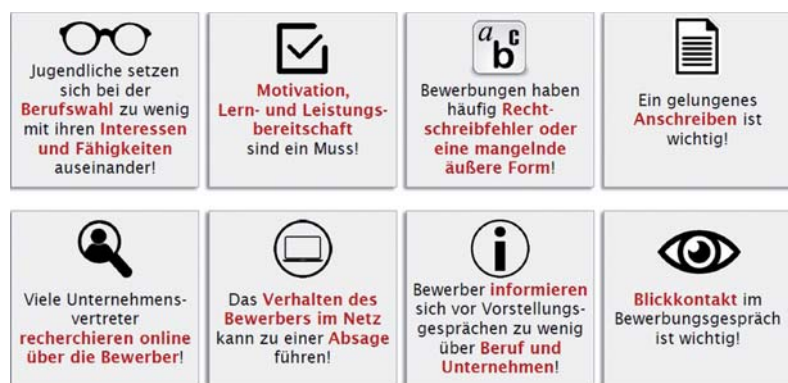 a b c
Jugendliche setzen
sich bei der
Berufswahl zu wenig
mit ihren Interessen
und Fähigkeiten
auseinander!
Motivation,
Lern- und Leistungs-
bereitschaft
sind ein Muss!
Bewerbungen haben
häufig Recht-
schreibfehler oder
eine mangelnde
äußere Form!
Ein gelungenes
Anschreiben ist
wichtig!
Viele Unternehmens-
vertreter
recherchieren online
über die Bewerber!
Das Verhalten des
Bewerbers im Netz
kann zu einer Absage
führen!
i
Bewerber informieren
sich vor Vorstellungs-
gesprächen zu wenig
über Beruf und
Unternehmen!
Blickkontakt im
Bewerbungsgespräch
ist wichtig!